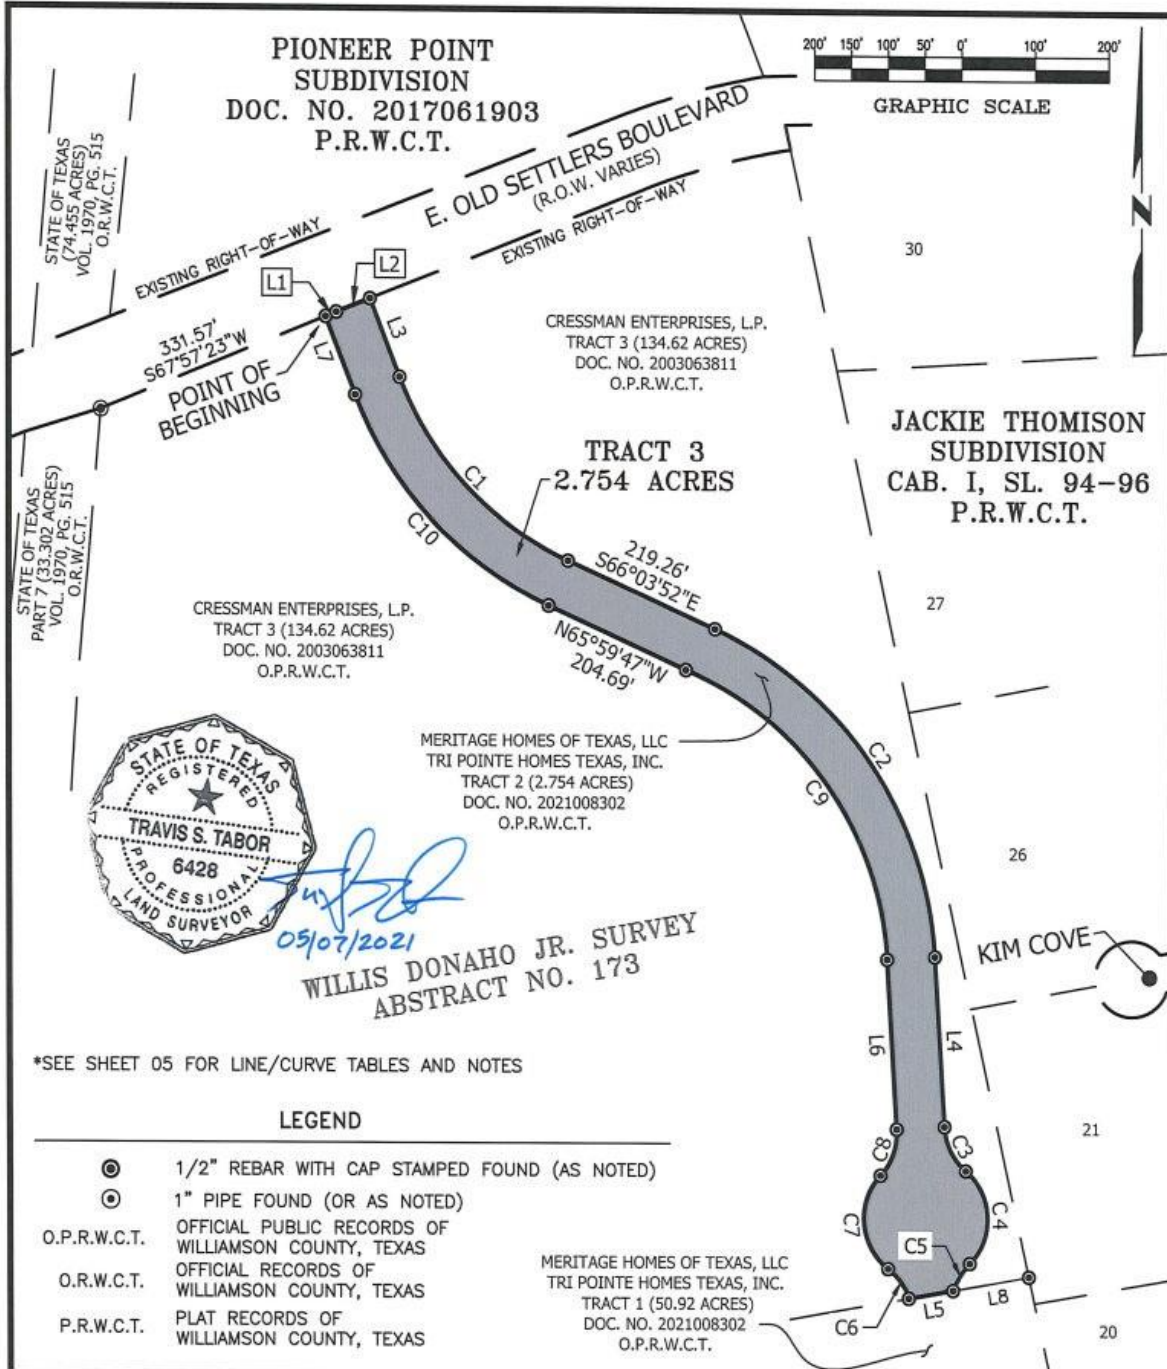 PIONEER POINT
SUBDIVISION
DOC. NO. 2017061903
P.R.W.C.T.
200' 150' 100' 50' 0' 100' 200'
GRAPHIC SCALE
N
STATE OF TEXAS
(74.455 ACRES)
VOL. 1970, PG. 515
O.R.W.C.T.
E. OLD SETTLERS BOULEVARD
(R.O.W. VARIES)
EXISTING RIGHT-OF-WAY
EXISTING RIGHT-OF-WAY
30
L1
L2
L3
L7
331.57'
S67°57'23"W
POINT OF
BEGINNING
CRESSMAN ENTERPRISES, L.P.
TRACT 3 (134.62 ACRES)
DOC. NO. 2003063811
O.P.R.W.C.T.
JACKIE THOMISON
SUBDIVISION
CAB. I, SL. 94-96
P.R.W.C.T.
TRACT 3
2.754 ACRES
C1
C10
STATE OF TEXAS
PART 7 (33.302 ACRES)
VOL. 1970, PG. 515
O.R.W.C.T.
219.26'
S66°03'52"E
27
CRESSMAN ENTERPRISES, L.P.
TRACT 3 (134.62 ACRES)
DOC. NO. 2003063811
O.P.R.W.C.T.
N65°59'47"W
204.69'
MERITAGE HOMES OF TEXAS, LLC
TRI POINTE HOMES TEXAS, INC.
TRACT 2 (2.754 ACRES)
DOC. NO. 2021008302
O.P.R.W.C.T.
C2
C9
STATE OF TEXAS
REGISTERED
TRAVIS S. TABOR
6428
PROFESSIONAL
LAND SURVEYOR
05/07/2021
26
WILLIS DONAHO JR. SURVEY
ABSTRACT NO. 173
KIM COVE
L6
L4
*SEE SHEET 05 FOR LINE/CURVE TABLES AND NOTES
LEGEND
1/2" REBAR WITH CAP STAMPED FOUND (AS NOTED)
1" PIPE FOUND (OR AS NOTED)
O.P.R.W.C.T. OFFICIAL PUBLIC RECORDS OF
WILLIAMSON COUNTY, TEXAS
O.R.W.C.T. OFFICIAL RECORDS OF
WILLIAMSON COUNTY, TEXAS
P.R.W.C.T. PLAT RECORDS OF
WILLIAMSON COUNTY, TEXAS
21
C8
C3
C7
C4
C5
MERITAGE HOMES OF TEXAS, LLC
TRI POINTE HOMES TEXAS, INC.
TRACT 1 (50.92 ACRES)
DOC. NO. 2021008302
O.P.R.W.C.T.
C6
L5
L8
20